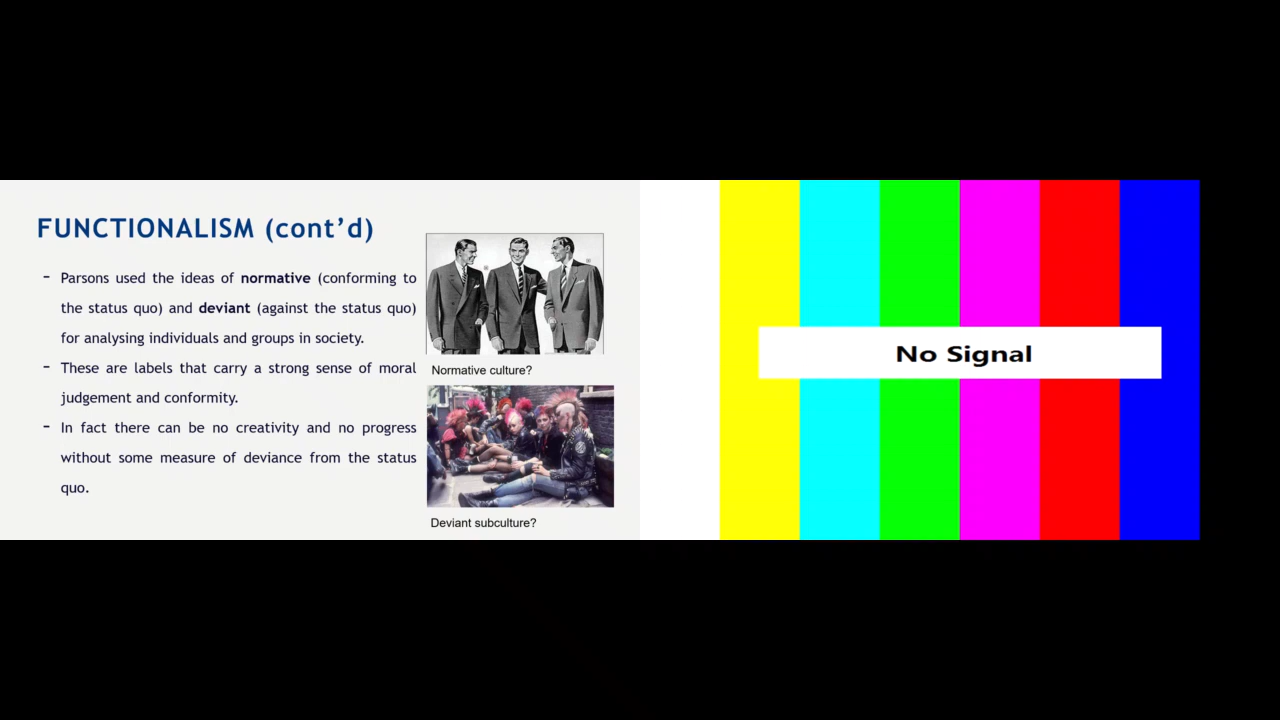 FUNCTIONALISM (cont’d)
- Parsons used the ideas of normative (conforming to
the status quo) and deviant (against the status quo)
for analysing individuals and groups in society.
- These are labels that carry a strong sense of moral
judgement and conformity.
- In fact there can be no creativity and no progress
without some measure of deviance from the status
quo.
Normative culture?
Deviant subculture?
No Signal